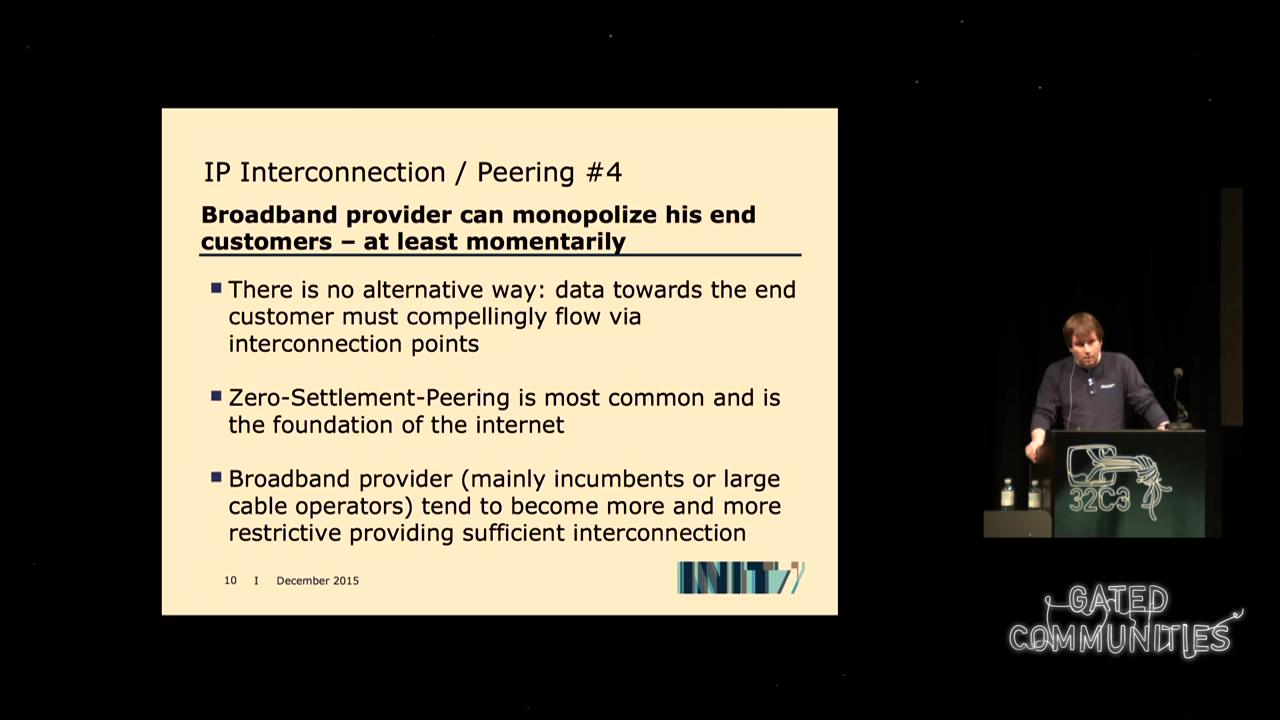 IP Interconnection / Peering #4
Broadband provider can monopolize his end
customers – at least momentarily
There is no alternative way: data towards the end
customer must compellingly flow via
interconnection points
Zero-Settlement-Peering is most common and is
the foundation of the internet
Broadband provider (mainly incumbents or large
cable operators) tend to become more and more
restrictive providing sufficient interconnection
10 I December 2015
INIT7
32C3
GATED
COMMUNITIES